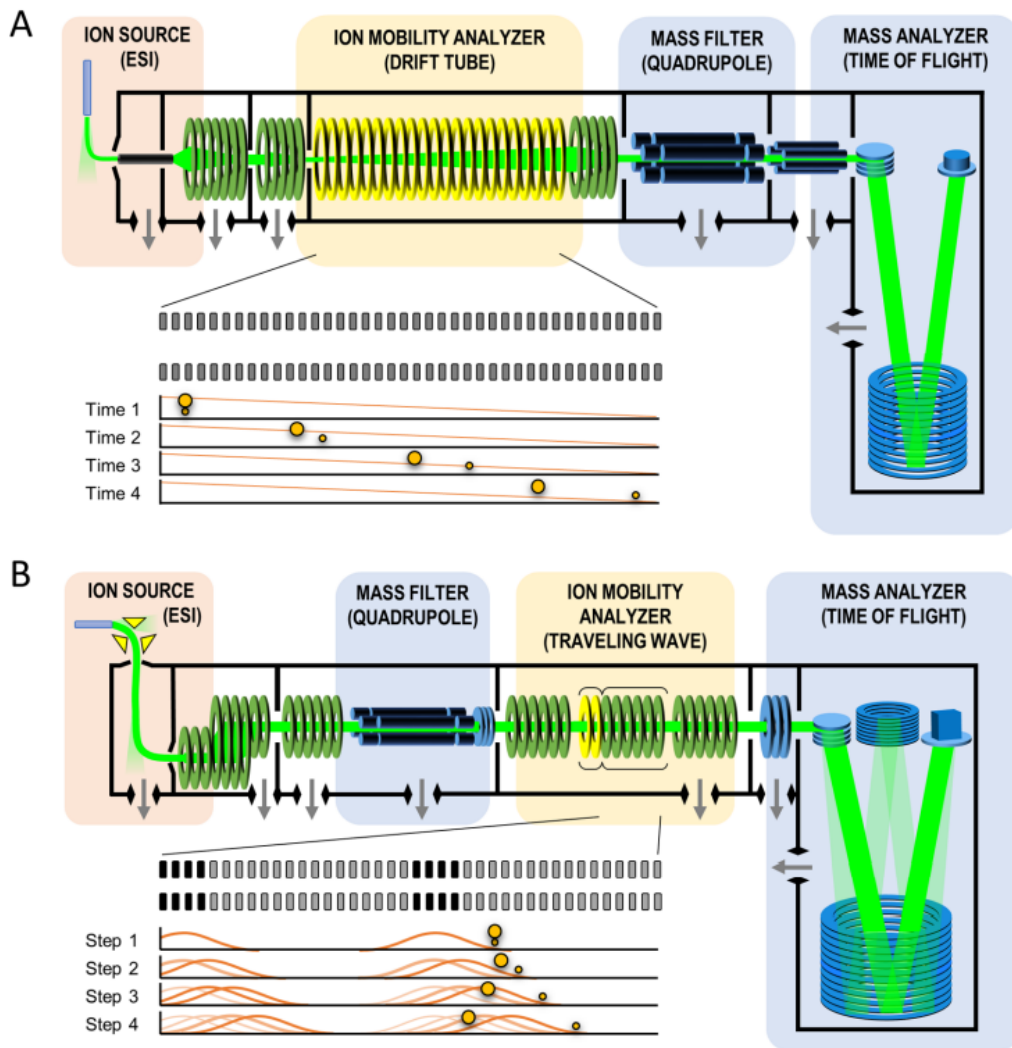 A
ION SOURCE
(ESI)
ION MOBILITY ANALYZER
(DRIFT TUBE)
MASS FILTER
(QUADRUPOLE)
MASS ANALYZER
(TIME OF FLIGHT)
Time 1
Time 2
Time 3
Time 4
B
ION SOURCE
(ESI)
MASS FILTER
(QUADRUPOLE)
ION MOBILITY
ANALYZER
(TRAVELING WAVE)
MASS ANALYZER
(TIME OF FLIGHT)
Step 1
Step 2
Step 3
Step 4